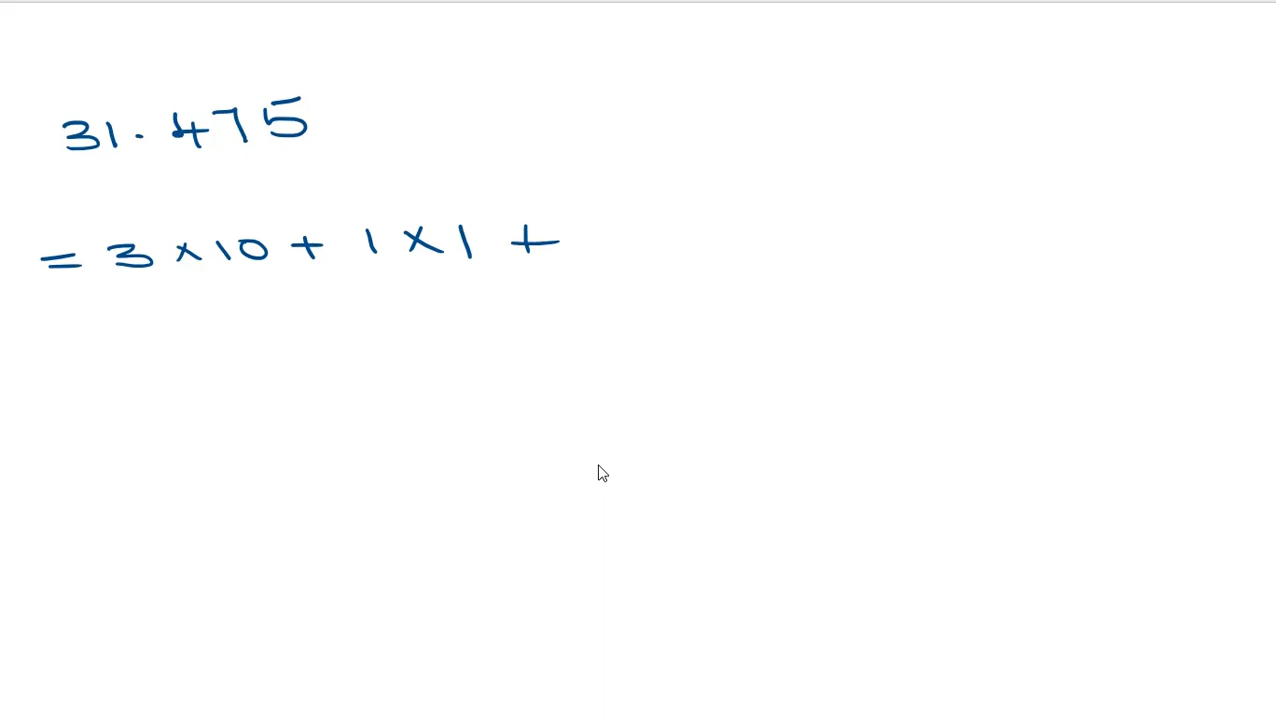 31.475
= 3 × 10 + 1 × 1 +